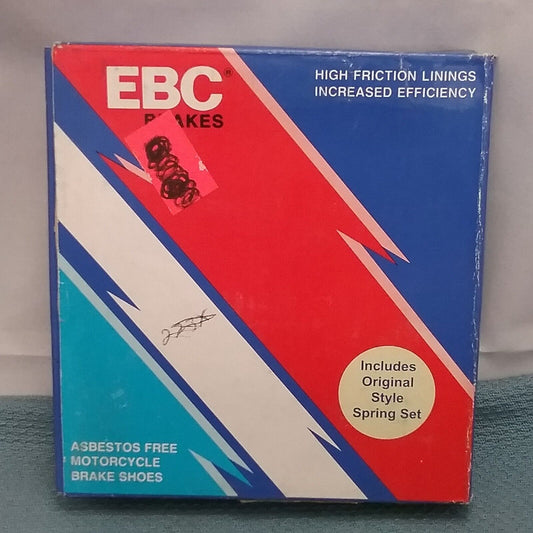 EBC®
BRAKES
HIGH FRICTION LININGS
INCREASED EFFICIENCY
Includes
Original
Style
Spring Set
ASBESTOS FREE
MOTORCYCLE
BRAKE SHOES